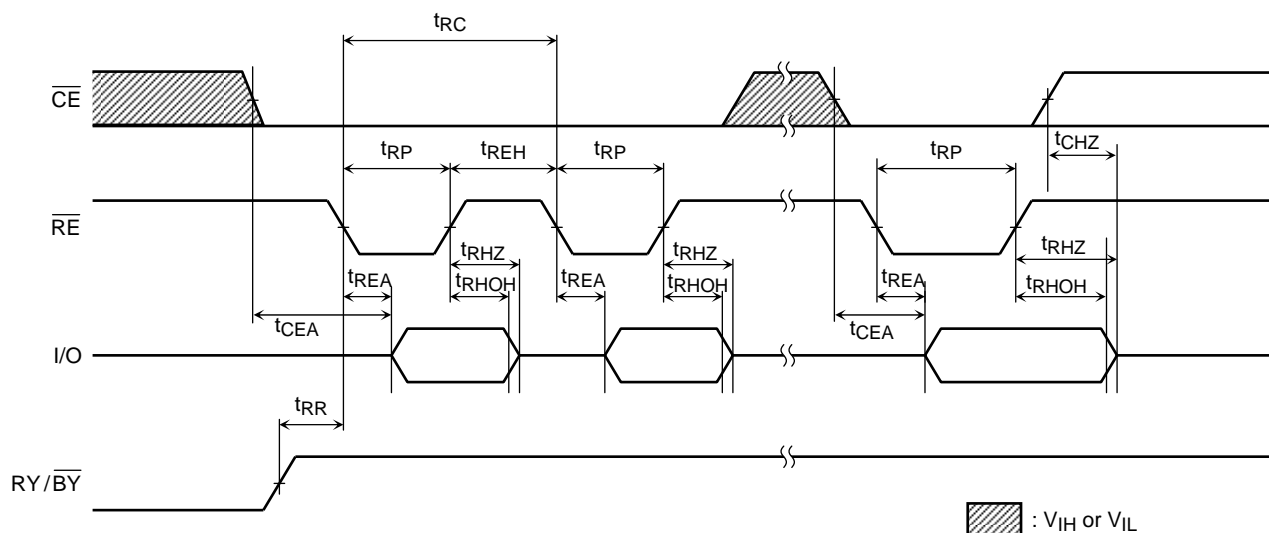 tRC
CE
tRP tREH tRP tRP tCHZ
RE
tRHZ tRHZ tRHZ
tREA tRHOH tREA tRHOH tREA tRHOH
tCEA tCEA
I/O
tRR
RY/BY
: VIH or VIL